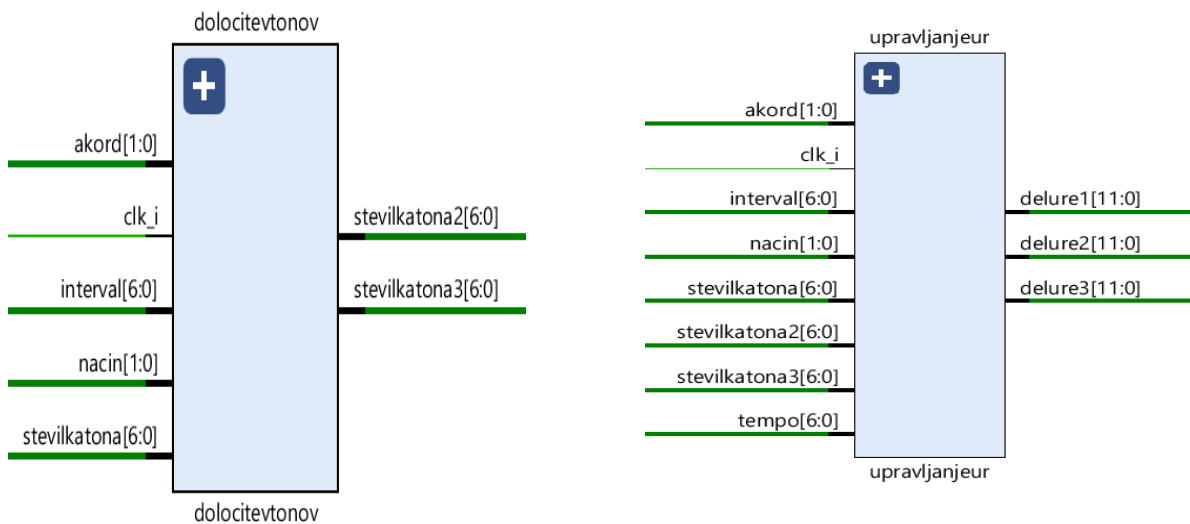 dolocitevtonov
akord[1:0]
clk_i
interval[6:0]
nacin[1:0]
stevilkatona[6:0]
stevilkatona2[6:0]
stevilkatona3[6:0]
dolocitevtonov
upravljanjeur
akord[1:0]
clk_i
interval[6:0]
nacin[1:0]
stevilkatona[6:0]
stevilkatona2[6:0]
stevilkatona3[6:0]
tempo[6:0]
delure1[11:0]
delure2[11:0]
delure3[11:0]
upravljanjeur